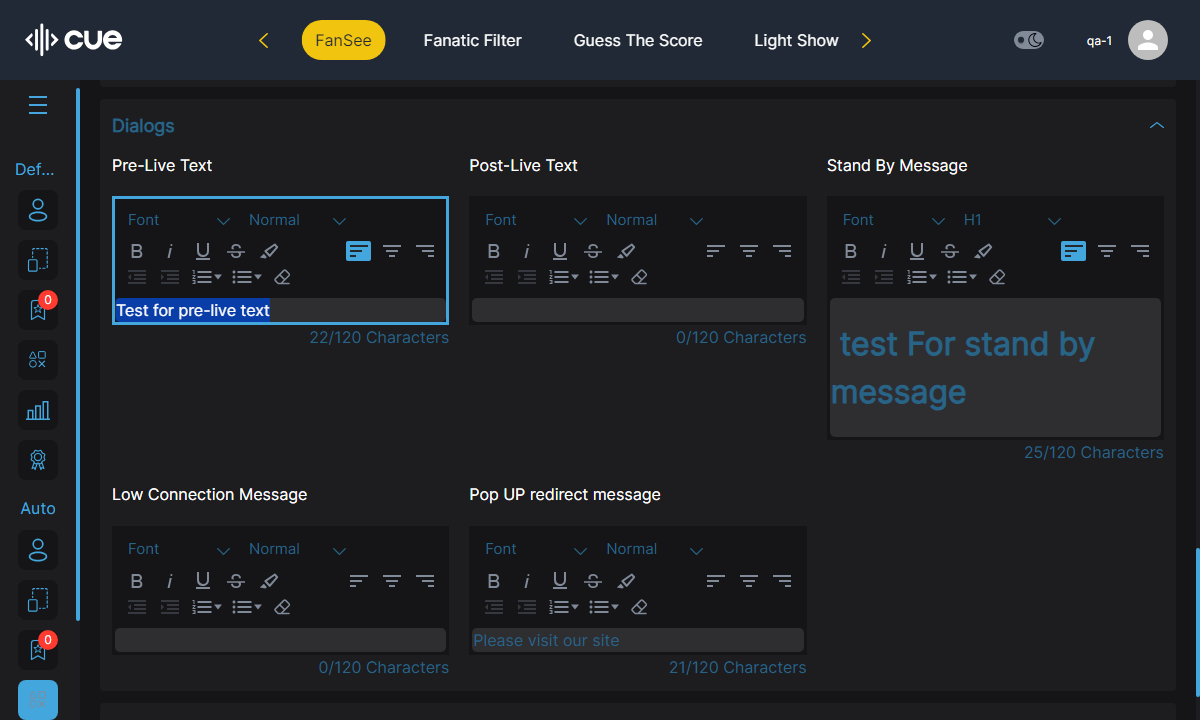 cue
FanSee
Fanatic Filter
Guess The Score
Light Show
qa-1
Def...
0
Auto
0
Dialogs
Pre-Live Text
Post-Live Text
Stand By Message
Font
Normal
Font
Normal
Font
H1
Test for pre-live text
22/120 Characters
0/120 Characters
test For stand by
message
25/120 Characters
Low Connection Message
Pop UP redirect message
Font
Normal
Font
Normal
0/120 Characters
Please visit our site
21/120 Characters